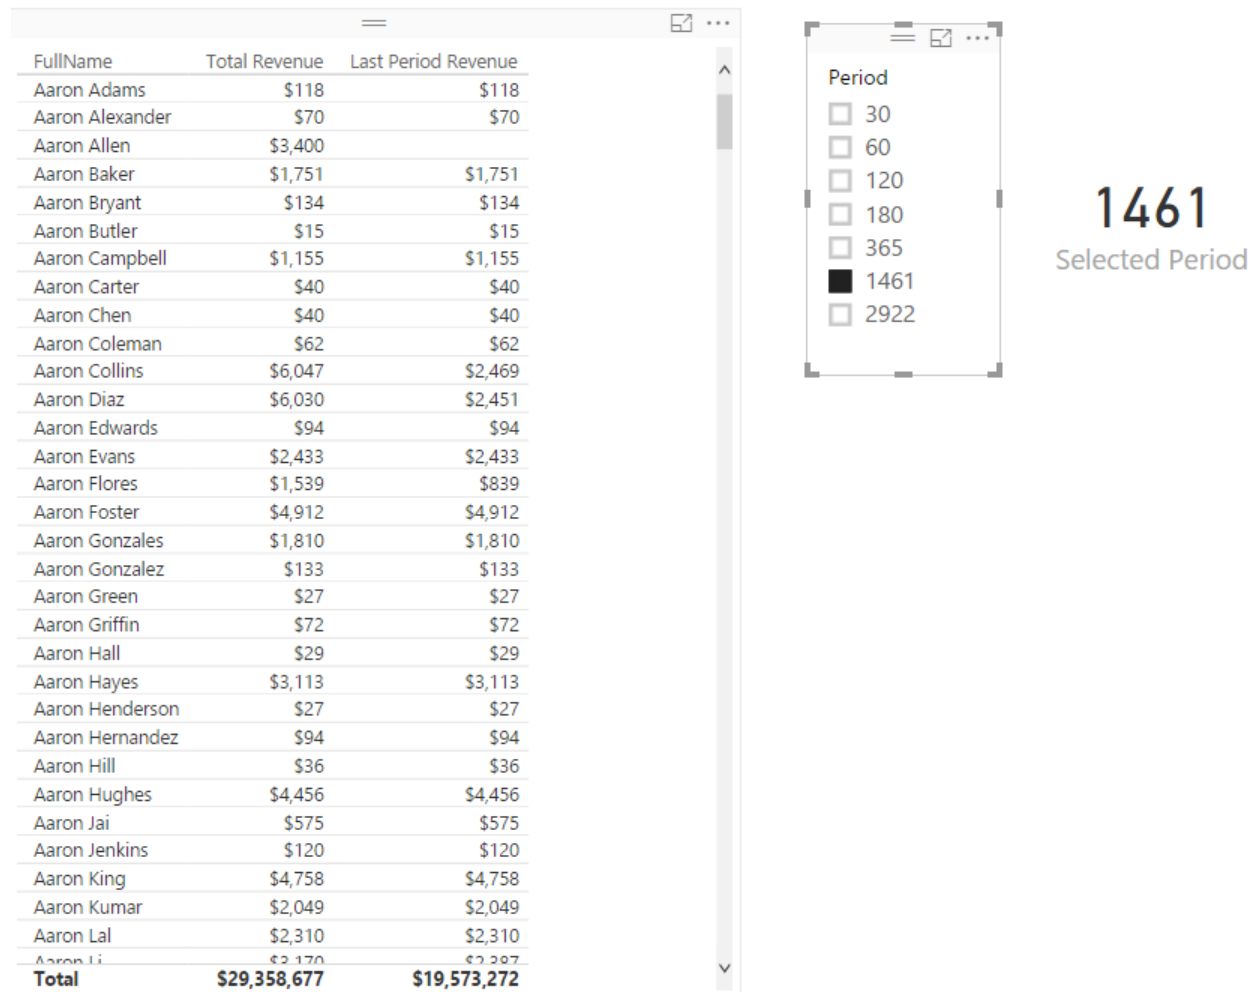 FullName Total Revenue Last Period Revenue
Aaron Adams $118 $118
Aaron Alexander $70 $70
Aaron Allen $3,400
Aaron Baker $1,751 $1,751
Aaron Bryant $134 $134
Aaron Butler $15 $15
Aaron Campbell $1,155 $1,155
Aaron Carter $40 $40
Aaron Chen $40 $40
Aaron Coleman $62 $62
Aaron Collins $6,047 $2,469
Aaron Diaz $6,030 $2,451
Aaron Edwards $94 $94
Aaron Evans $2,433 $2,433
Aaron Flores $1,539 $839
Aaron Foster $4,912 $4,912
Aaron Gonzales $1,810 $1,810
Aaron Gonzalez $133 $133
Aaron Green $27 $27
Aaron Griffin $72 $72
Aaron Hall $29 $29
Aaron Hayes $3,113 $3,113
Aaron Henderson $27 $27
Aaron Hernandez $94 $94
Aaron Hill $36 $36
Aaron Hughes $4,456 $4,456
Aaron Jai $575 $575
Aaron Jenkins $120 $120
Aaron King $4,758 $4,758
Aaron Kumar $2,049 $2,049
Aaron Lal $2,310 $2,310
Aaron Li $3,170 $2,387
Total $29,358,677 $19,573,272
Period
30
60
120
180
365
1461
2922
1461
Selected Period